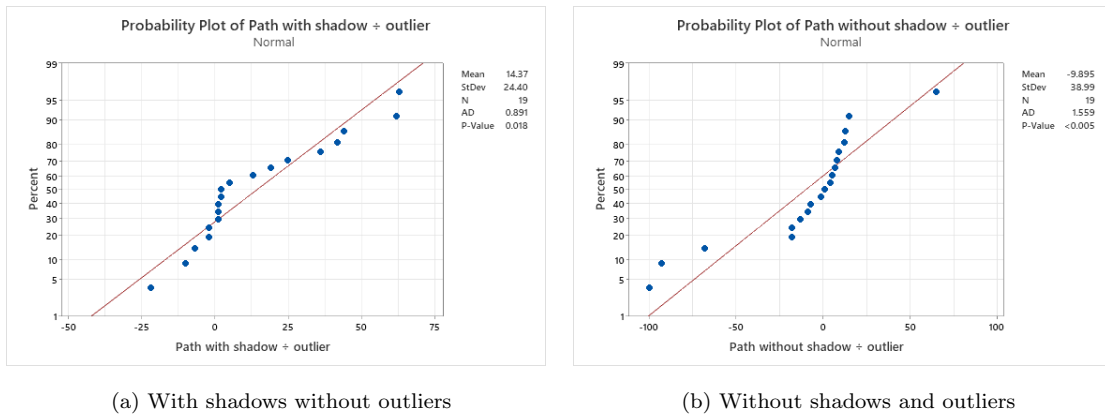 Probability Plot of Path with shadow ÷ outlier
Normal
Mean 14.37
StDev 24.40
N 19
AD 0.891
P-Value 0.018
Percent
99
95
90
80
70
60
50
40
30
20
10
5
1
-50 -25 0 25 50 75
Path with shadow ÷ outlier
(a) With shadows without outliers
Probability Plot of Path without shadow ÷ outlier
Normal
Mean -9.895
StDev 38.99
N 19
AD 1.559
P-Value <0.005
Percent
99
95
90
80
70
60
50
40
30
20
10
5
1
-100 -50 0 50 100
Path without shadow ÷ outlier
(b) Without shadows and outliers